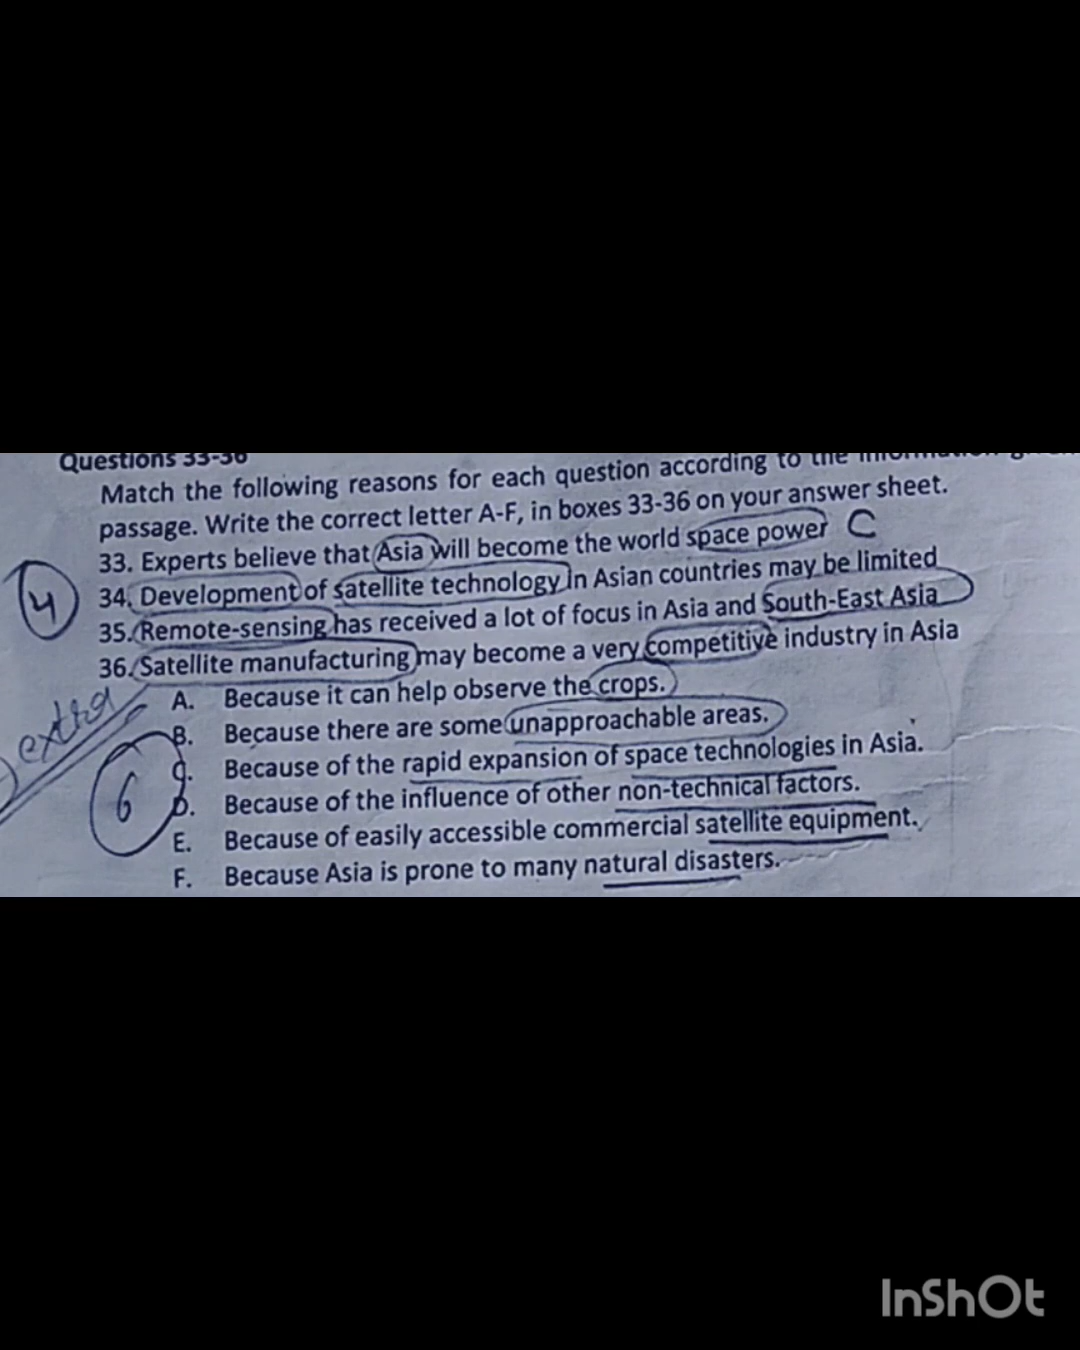 Questions 33-36
Match the following reasons for each question according to the information
passage. Write the correct letter A-F, in boxes 33-36 on your answer sheet.
33. Experts believe that Asia will become the world space power C
34. Development of satellite technology in Asian countries may be limited
4
35. Remote-sensing has received a lot of focus in Asia and South-East Asia
36. Satellite manufacturing may become a very competitive industry in Asia
extra
A. Because it can help observe the crops.
B. Because there are some unapproachable areas.
C. Because of the rapid expansion of space technologies in Asia.
6
D. Because of the influence of other non-technical factors.
E. Because of easily accessible commercial satellite equipment.
F. Because Asia is prone to many natural disasters.
InShOt